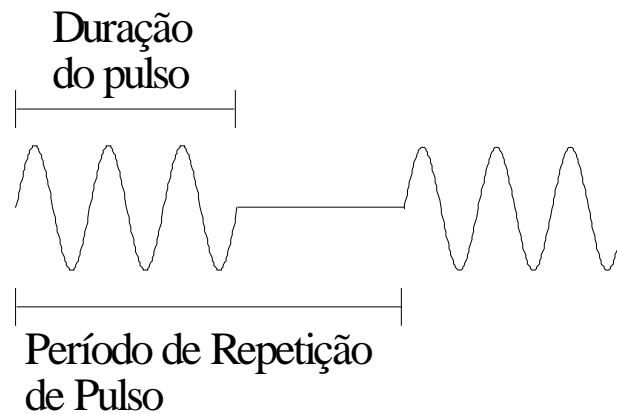 Duração
do pulso
Período de Repetição
de Pulso